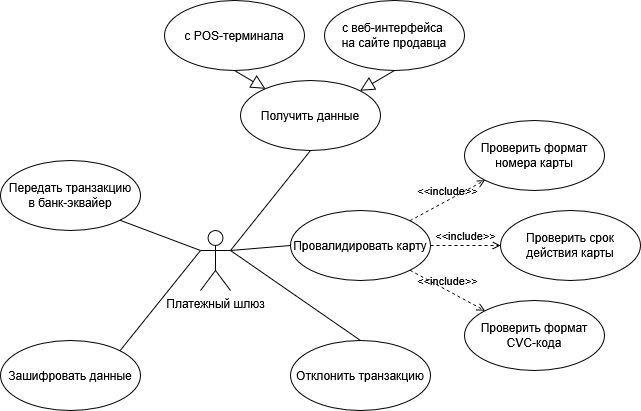 с POS-терминала
с веб-интерфейса
на сайте продавца
Получить данные
Проверить формат
номера карты
Передать транзакцию
в банк-эквайер
<<include>>
Провалидировать карту
<<include>>
Проверить срок
действия карты
<<include>>
Платежный шлюз
Проверить формат
CVC-кода
Зашифровать данные
Отклонить транзакцию